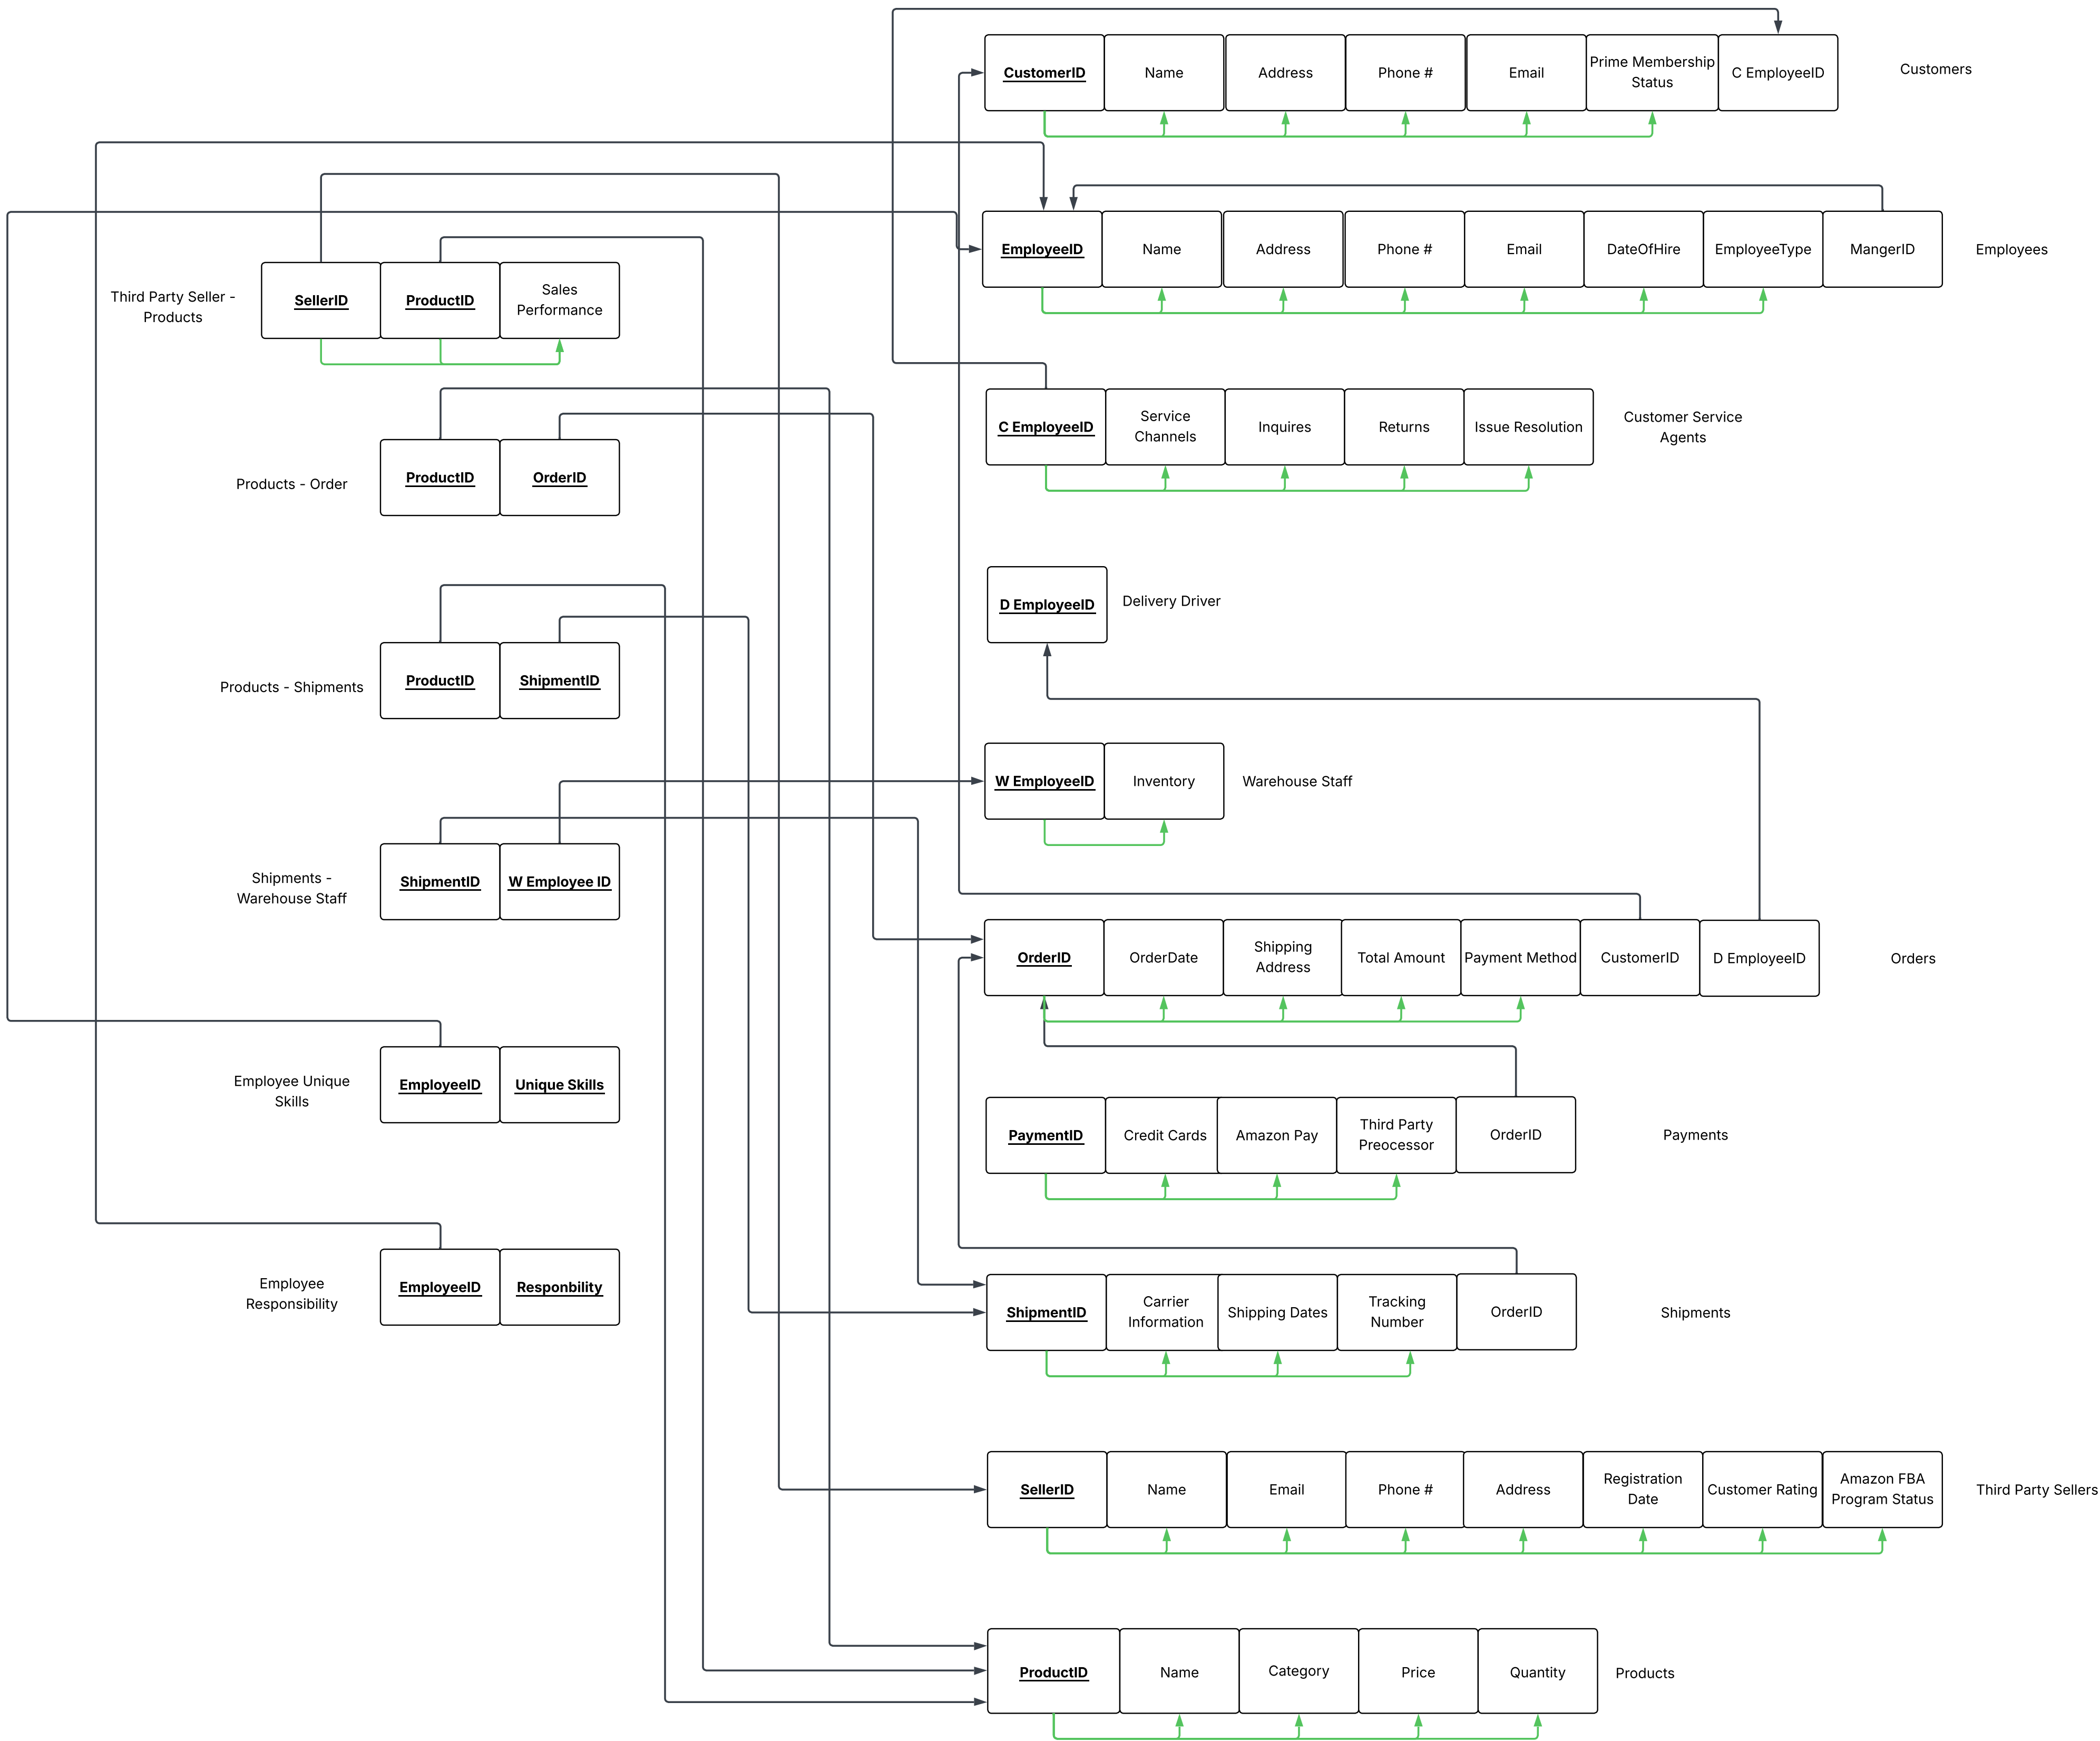 CustomerID
Name
Address
Phone #
Email
Prime Membership
Status
C EmployeeID
Customers
EmployeeID
Name
Address
Phone #
Email
DateOfHire
EmployeeType
MangerID
Employees
Third Party Seller -
Products
SellerID
ProductID
Sales
Performance
C EmployeeID
Service
Channels
Inquires
Returns
Issue Resolution
Customer Service
Agents
Products - Order
ProductID
OrderID
D EmployeeID
Delivery Driver
Products - Shipments
ProductID
ShipmentID
W EmployeeID
Inventory
Warehouse Staff
Shipments -
Warehouse Staff
ShipmentID
W Employee ID
OrderID
OrderDate
Shipping
Address
Total Amount
Payment Method
CustomerID
D EmployeeID
Orders
Employee Unique
Skills
EmployeeID
Unique Skills
PaymentID
Credit Cards
Amazon Pay
Third Party
Preocessor
OrderID
Payments
Employee
Responsibility
EmployeeID
Responbility
ShipmentID
Carrier
Information
Shipping Dates
Tracking
Number
OrderID
Shipments
SellerID
Name
Email
Phone #
Address
Registration
Date
Customer Rating
Amazon FBA
Program Status
Third Party Sellers
ProductID
Name
Category
Price
Quantity
Products